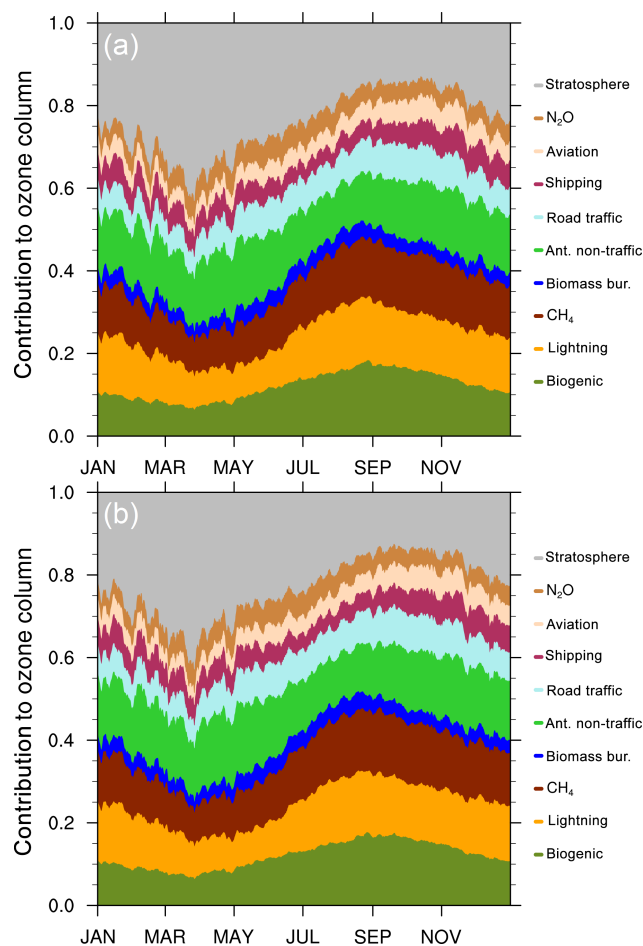 (a)
Contribution to ozone column
1.0
0.8
0.6
0.4
0.2
0.0
JAN MAR MAY JUL SEP NOV
Stratosphere
N₂O
Aviation
Shipping
Road traffic
Ant. non-traffic
Biomass bur.
CH₄
Lightning
Biogenic
(b)
Contribution to ozone column
1.0
0.8
0.6
0.4
0.2
0.0
JAN MAR MAY JUL SEP NOV
Stratosphere
N₂O
Aviation
Shipping
Road traffic
Ant. non-traffic
Biomass bur.
CH₄
Lightning
Biogenic